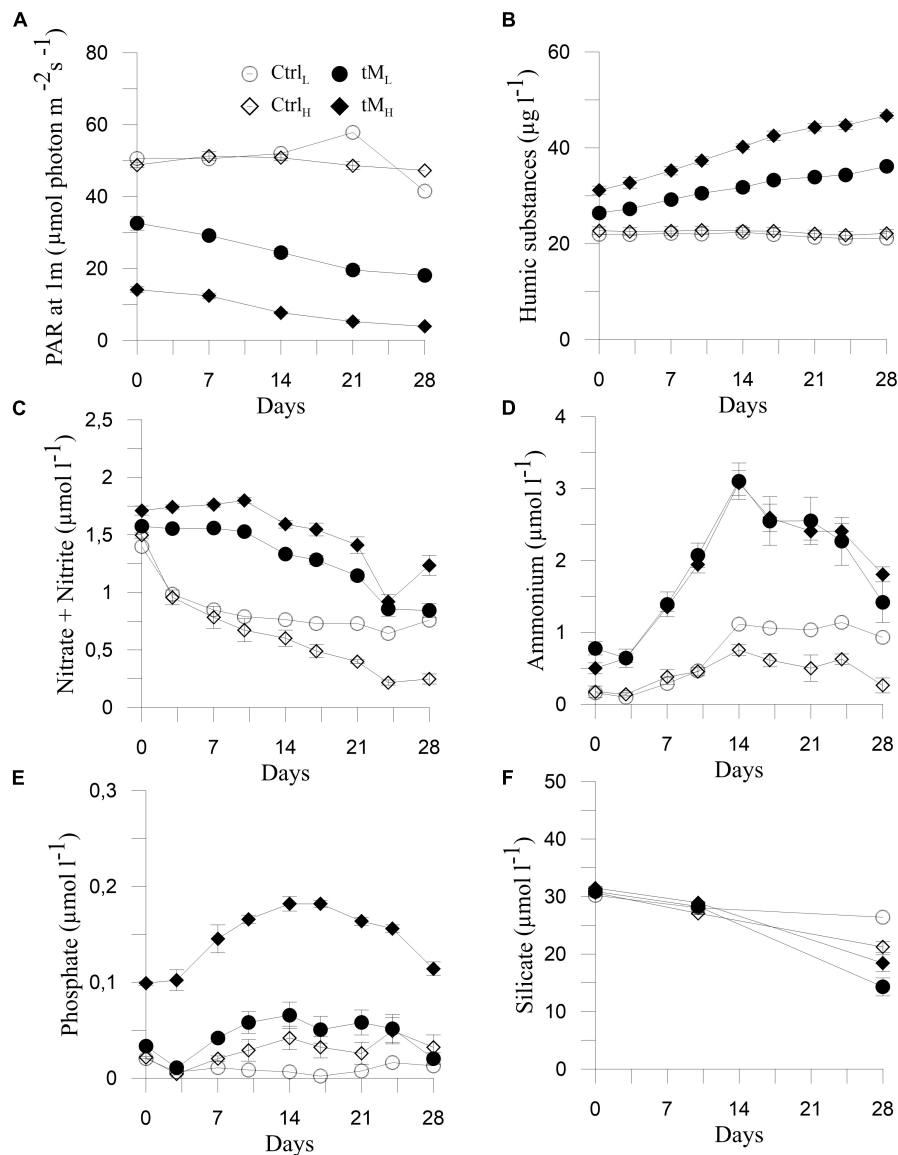 A
PAR at 1m (µmol photon m⁻²s⁻¹)
80
60
40
20
0
Ctrl_L
tM_L
Ctrl_H
tM_H
0 7 14 21 28
Days
B
Humic substances (µg l⁻¹)
60
40
20
0
0 7 14 21 28
Days
C
Nitrate + Nitrite (µmol l⁻¹)
2,5
2
1,5
1
0,5
0
0 7 14 21 28
Days
D
Ammonium (µmol l⁻¹)
4
3
2
1
0
0 7 14 21 28
Days
E
Phosphate (µmol l⁻¹)
0,3
0,2
0,1
0
0 7 14 21 28
Days
F
Silicate (µmol l⁻¹)
50
40
30
20
10
0
0 7 14 21 28
Days